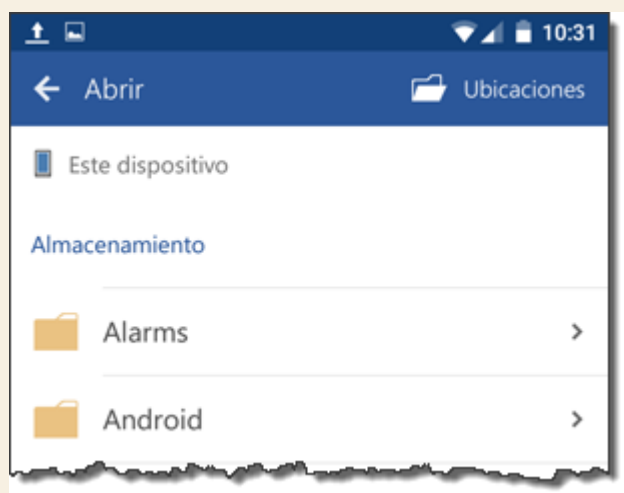 10:31
Abrir Ubicaciones
Este dispositivo
Almacenamiento
Alarms
Android